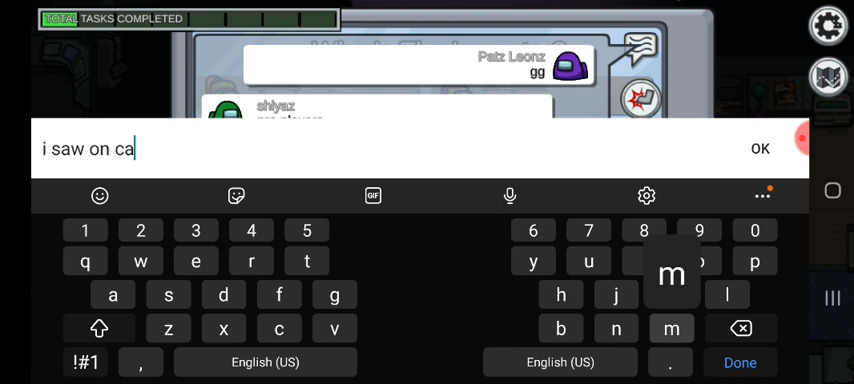 TOTAL TASKS COMPLETED
Patz Leonz
gg
shiyaz
i saw on ca
OK
GIF
1 2 3 4 5 6 7 8 9 0
q w e r t y u p
a s d f g h j m l
z x c v b n m
!#1 , English (US) English (US) . Done